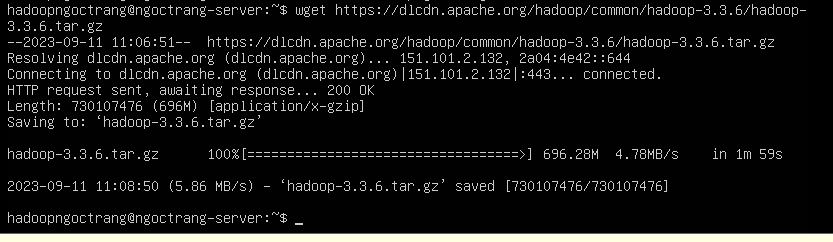 hadoopngoctrang@ngoctrang-server:~$ wget https://dlcdn.apache.org/hadoop/common/hadoop-3.3.6/hadoop-
3.3.6.tar.gz
--2023-09-11 11:06:51--  https://dlcdn.apache.org/hadoop/common/hadoop-3.3.6/hadoop-3.3.6.tar.gz
Resolving dlcdn.apache.org (dlcdn.apache.org)... 151.101.2.132, 2a04:4e42::644
Connecting to dlcdn.apache.org (dlcdn.apache.org)|151.101.2.132|:443... connected.
HTTP request sent, awaiting response... 200 OK
Length: 730107476 (696M) [application/x-gzip]
Saving to: ‘hadoop-3.3.6.tar.gz’
hadoop-3.3.6.tar.gz      100%[==================================>] 696.28M  4.78MB/s    in 1m 59s
2023-09-11 11:08:50 (5.86 MB/s) - ‘hadoop-3.3.6.tar.gz’ saved [730107476/730107476]
hadoopngoctrang@ngoctrang-server:~$ _